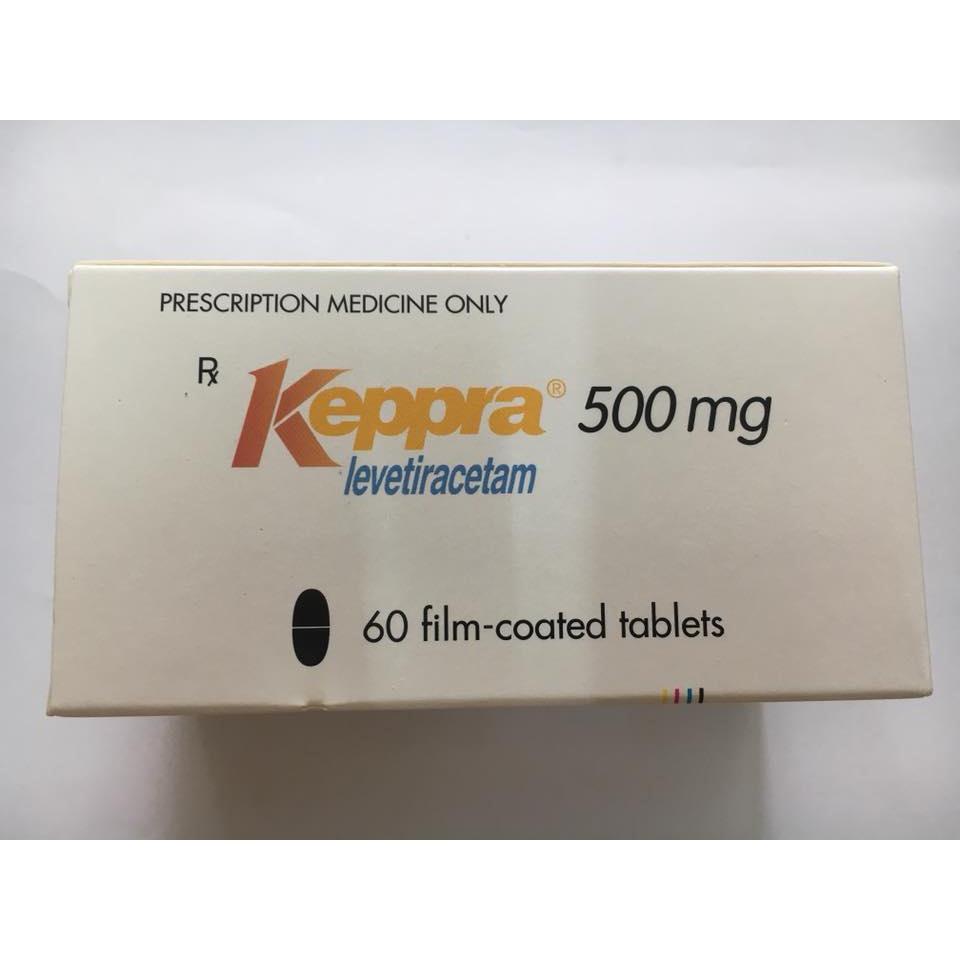 PRESCRIPTION MEDICINE ONLY
℞ Keppra® 500 mg
levetiracetam
60 film-coated tablets